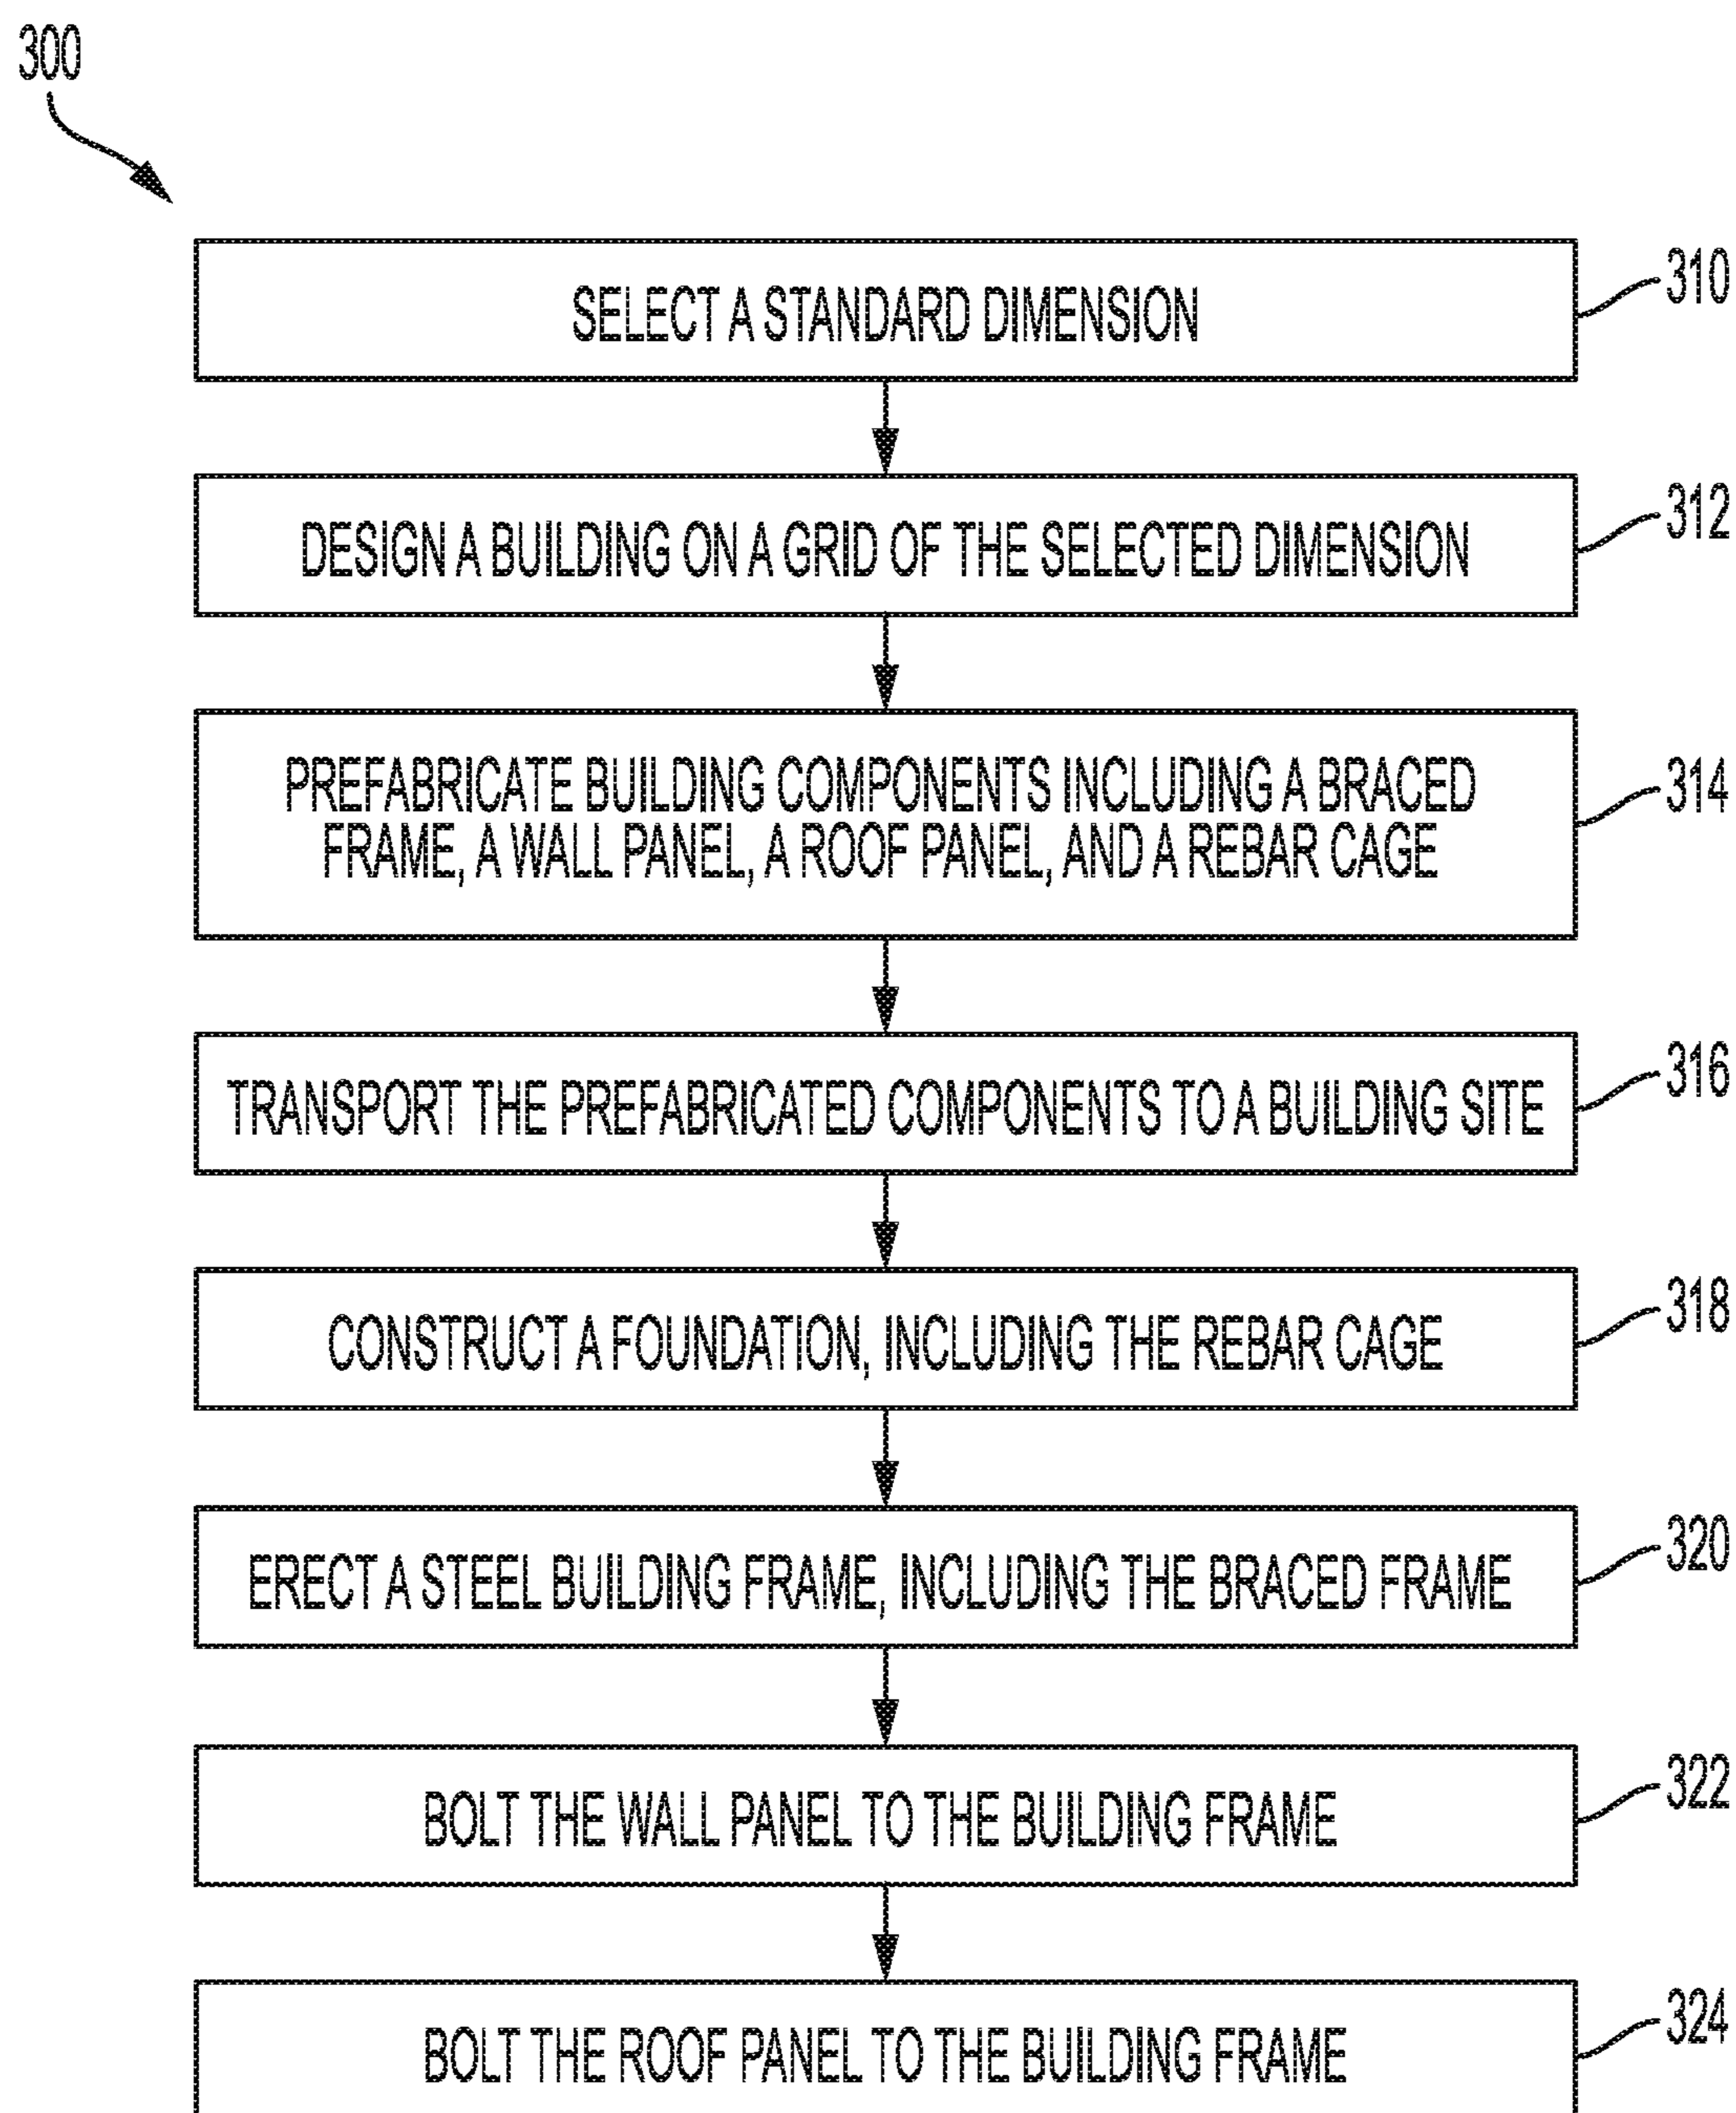 300
SELECT A STANDARD DIMENSION
310
DESIGN A BUILDING ON A GRID OF THE SELECTED DIMENSION
312
PREFABRICATE BUILDING COMPONENTS INCLUDING A BRACED
FRAME, A WALL PANEL, A ROOF PANEL, AND A REBAR CAGE
314
TRANSPORT THE PREFABRICATED COMPONENTS TO A BUILDING SITE
316
CONSTRUCT A FOUNDATION, INCLUDING THE REBAR CAGE
318
ERECT A STEEL BUILDING FRAME, INCLUDING THE BRACED FRAME
320
BOLT THE WALL PANEL TO THE BUILDING FRAME
322
BOLT THE ROOF PANEL TO THE BUILDING FRAME
324